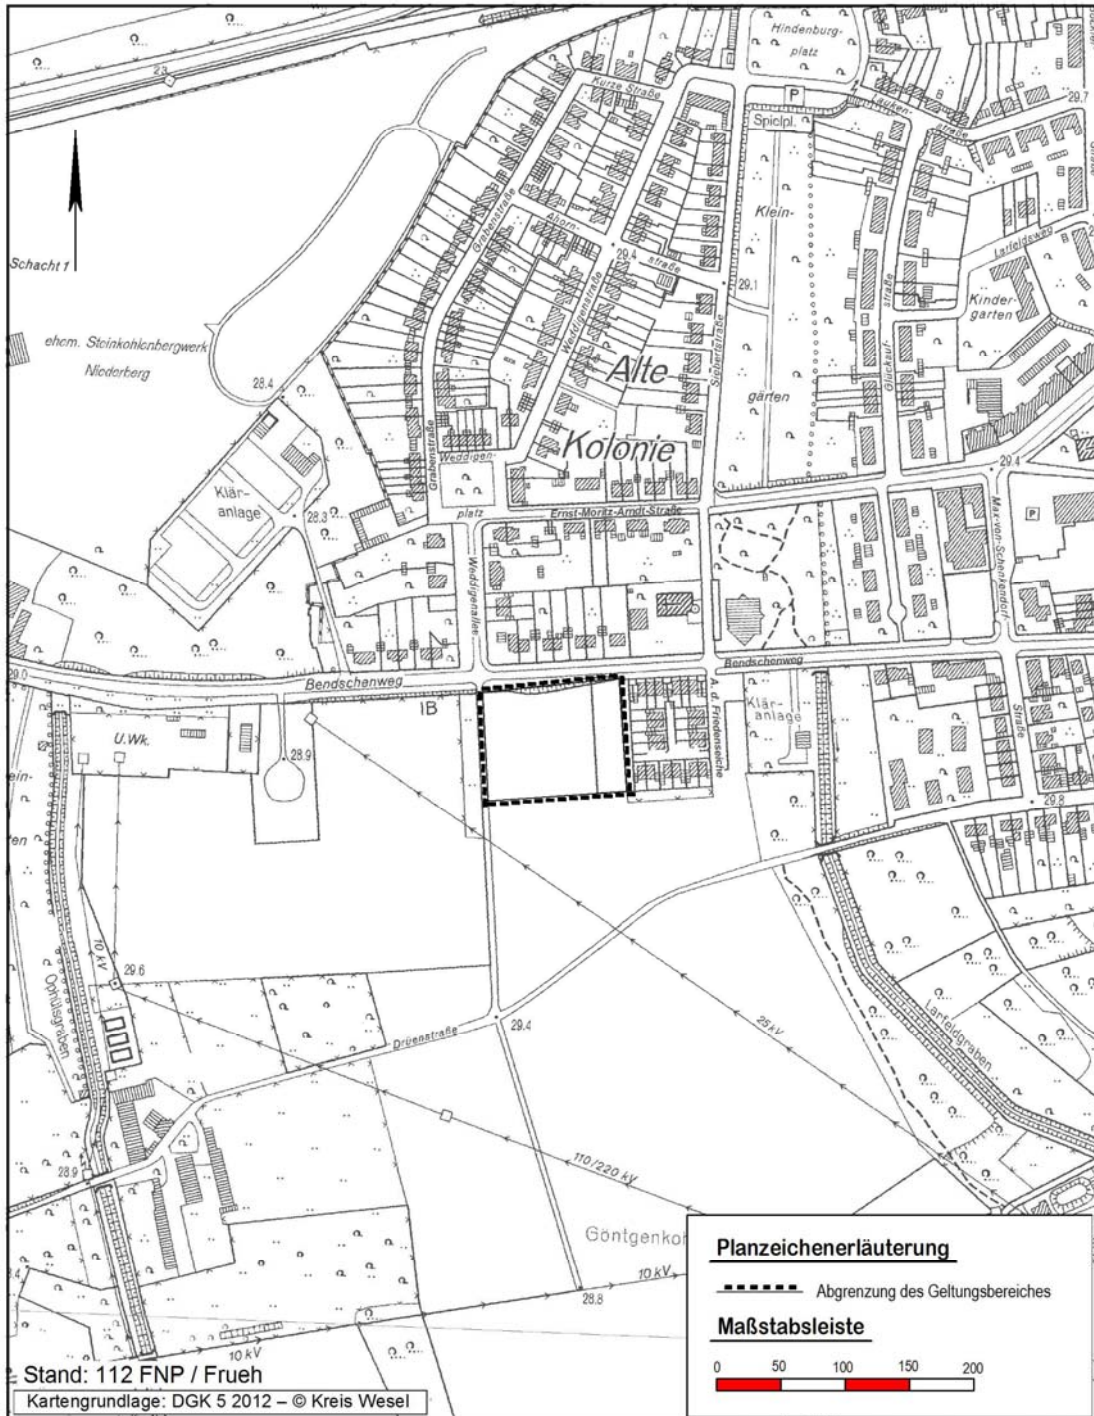 Hindenburg-
platz
23
Kurze Straße
P
Spielpl.
straße
29.7
Grabenstraße
Ahorn-
straße
29.4
Klein-
gärten
29.1
Larfeldsweg
Kinder-
garten
Schacht 1
ehem. Steinkohlenbergwerk
Niederberg
28.4
Weddigenstraße
Siebertstraße
Glückauf-
straße
Alte
Kolonie
Grabenstraße
Weddigen-
platz
29.4
Klär-
anlage
28.3
Ernst-Moritz-Arndt-Straße
Max-von-Schenkendorf-
Straße
P
Weddigenallee
29.0
Bendschenweg
Bendschenweg
1B
U.Wk.
28.9
A. d. Friedenseiche
Klär-
anlage
29.8
10 kV
29.6
25 kV
Larfeldgraben
Drüenstraße
29.4
28.9
110/220 kV
10 kV
28.8
10 kV
Planzeichenerläuterung
Abgrenzung des Geltungsbereiches
Maßstabsleiste
0 50 100 150 200
Stand: 112 FNP / Frueh
Kartengrundlage: DGK 5 2012 – © Kreis Wesel